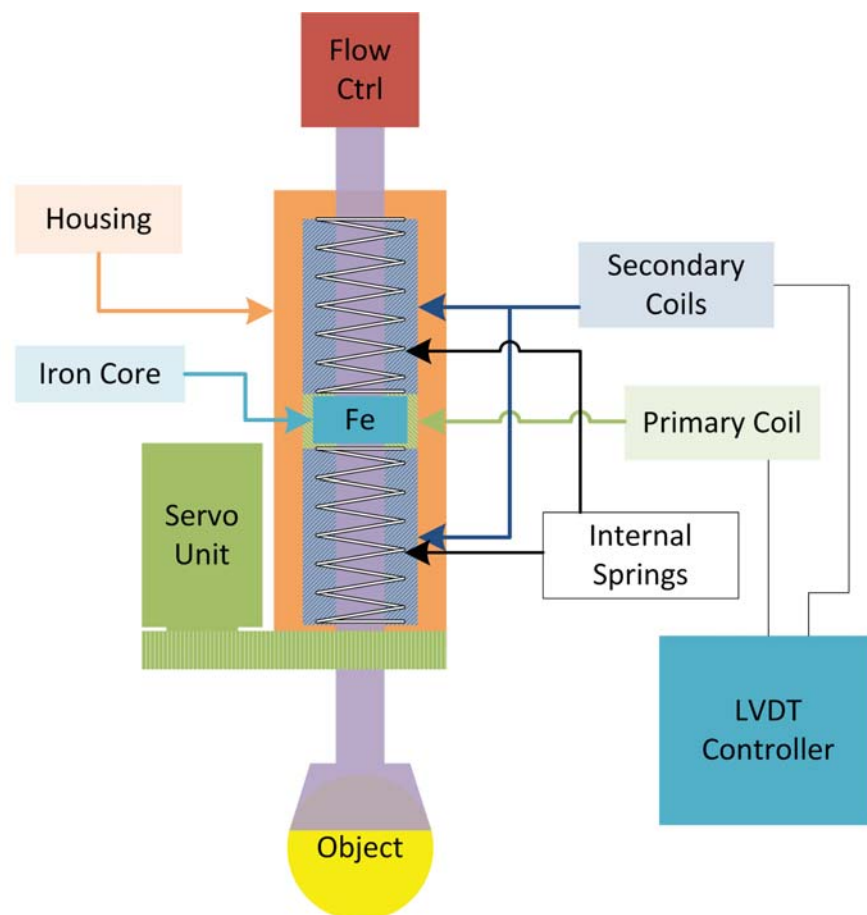 Flow
Ctrl
Housing
Secondary
Coils
Iron Core
Fe
Primary Coil
Servo
Unit
Internal
Springs
LVDT
Controller
Object